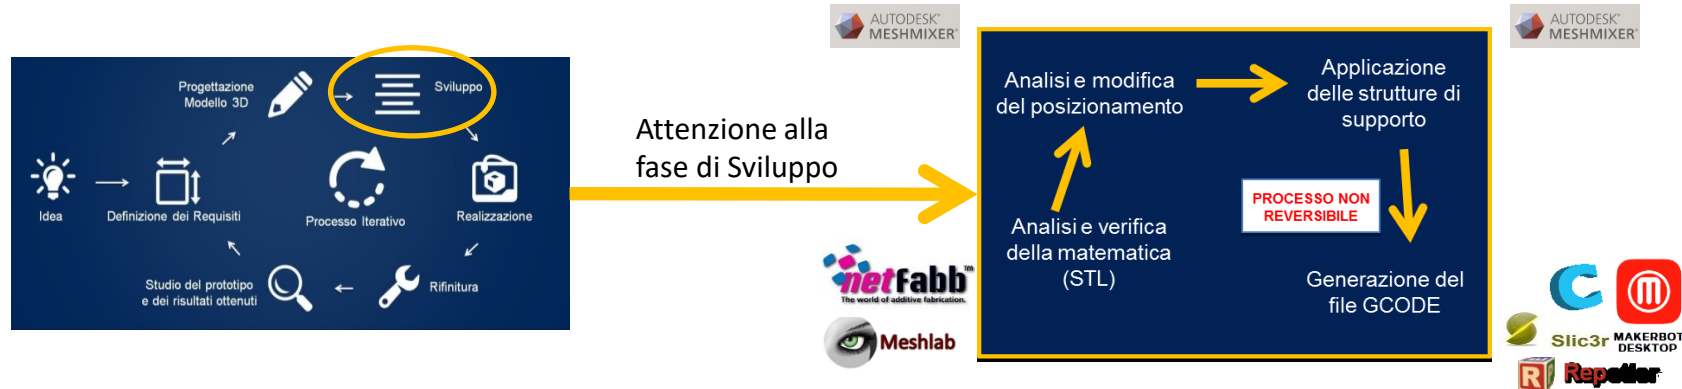 Progettazione
Modello 3D
Sviluppo
Idea
Definizione dei Requisiti
Processo Iterativo
Realizzazione
Studio del prototipo
e dei risultati ottenuti
Rifinitura
Attenzione alla
fase di Sviluppo
AUTODESK®
MESHMIXER®
netfabb™
The world of additive fabrication.
Meshlab
Analisi e modifica
del posizionamento
Applicazione
delle strutture di
supporto
PROCESSO NON
REVERSIBILE
Analisi e verifica
della matematica
(STL)
Generazione del
file GCODE
AUTODESK®
MESHMIXER®
Slic3r
MAKERBOT
DESKTOP
Repetier